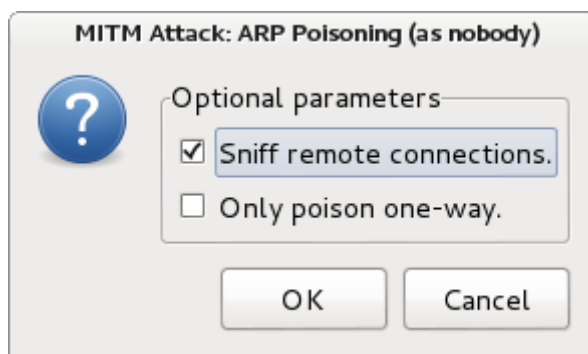 MITM Attack: ARP Poisoning (as nobody)
?
Optional parameters
Sniff remote connections.
Only poison one-way.
OK
Cancel